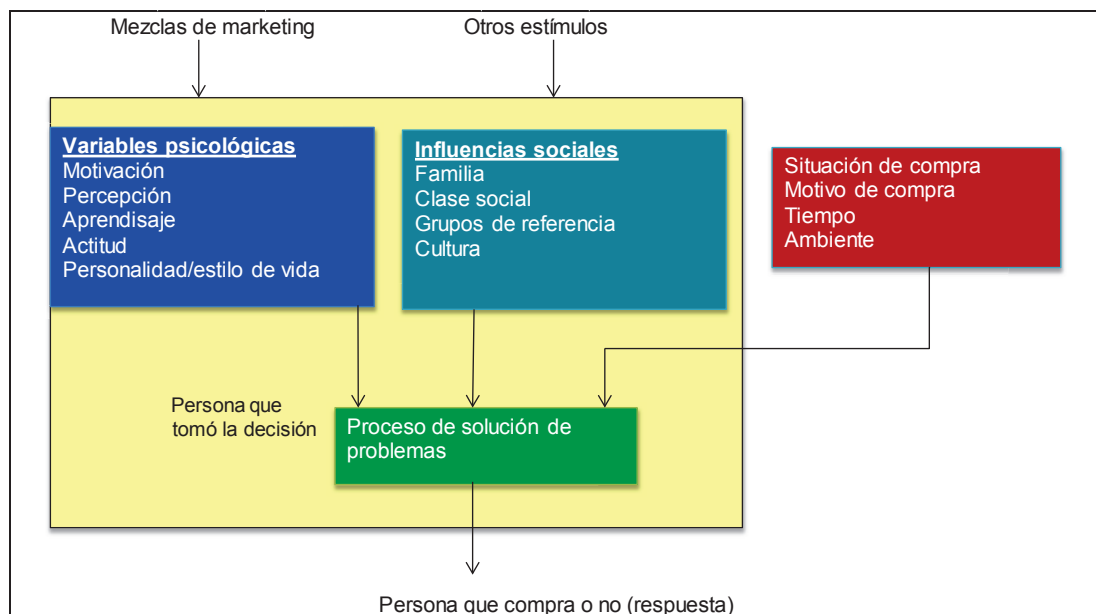 Mezclas de marketing
Otros estímulos
Variables psicológicas
Motivación
Percepción
Aprendisaje
Actitud
Personalidad/estilo de vida
Influencias sociales
Familia
Clase social
Grupos de referencia
Cultura
Situación de compra
Motivo de compra
Tiempo
Ambiente
Persona que
tomó la decisión
Proceso de solución de
problemas
Persona que compra o no (respuesta)